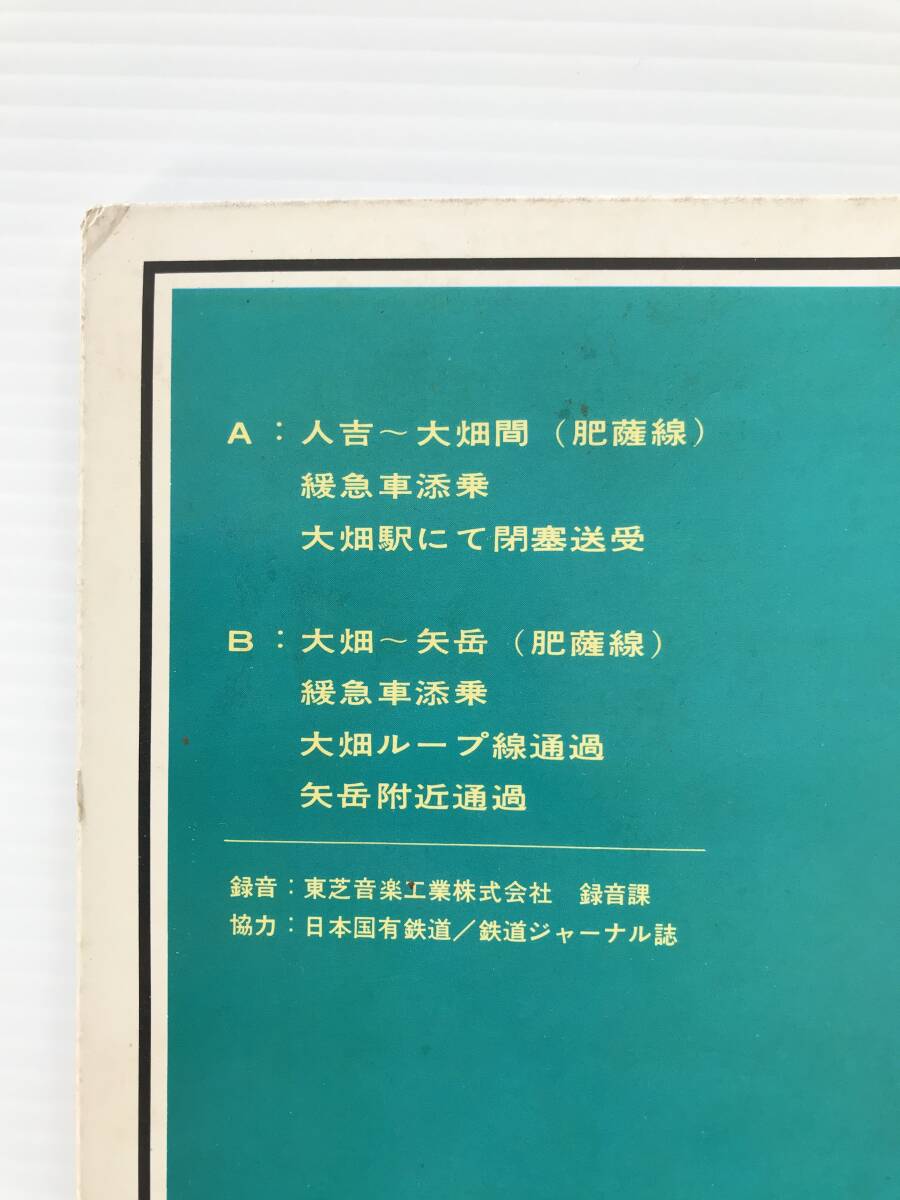 A：人吉～大畑間（肥薩線）
緩急車添乗
大畑駅にて閉塞送受
B：大畑～矢岳（肥薩線）
緩急車添乗
大畑ループ線通過
矢岳附近通過
録音：東芝音楽工業株式会社　録音課
協力：日本国有鉄道／鉄道ジャーナル誌